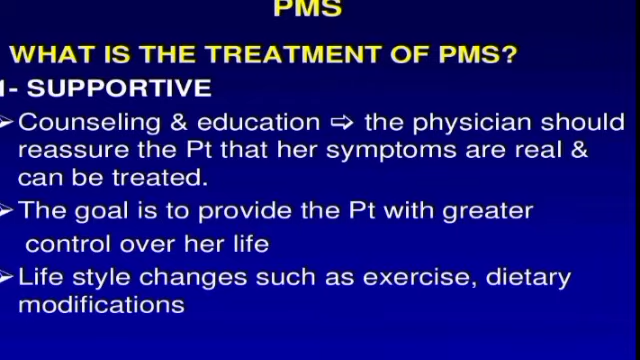 PMS
WHAT IS THE TREATMENT OF PMS?
1- SUPPORTIVE
➢Counseling & education ⇨ the physician should
reassure the Pt that her symptoms are real &
can be treated.
➢The goal is to provide the Pt with greater
control over her life
➢Life style changes such as exercise, dietary
modifications